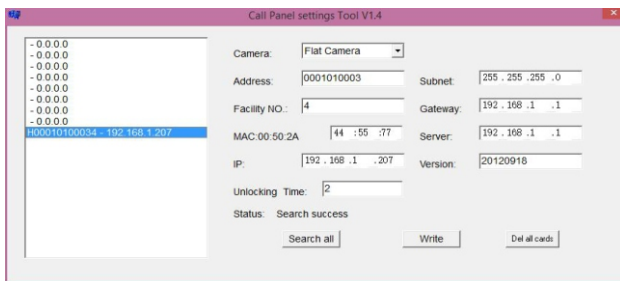 Call Panel settings Tool V1.4
- 0.0.0.0
- 0.0.0.0
- 0.0.0.0
- 0.0.0.0
- 0.0.0.0
- 0.0.0.0
- 0.0.0.0
- 0.0.0.0
H00010100034 - 192.168.1.207
Camera: Flat Camera
Address: 0001010003 Subnet: 255 . 255 . 255 . 0
Facility NO.: 4 Gateway: 192 . 168 . 1 . 1
MAC:00:50:2A 44 :55 :77 Server: 192 . 168 . 1 . 1
IP: 192 . 168 . 1 . 207 Version: 20120918
Unlocking Time: 2
Status: Search success
Search all Write Del all cards